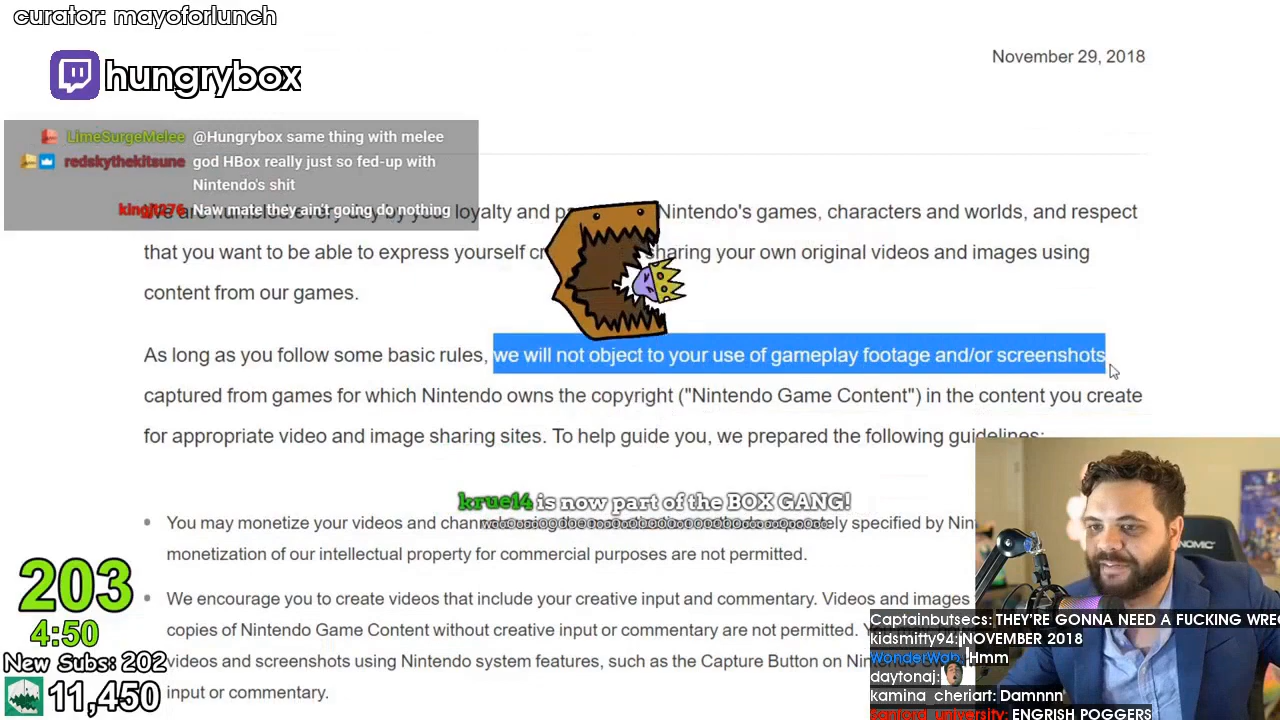 curator: mayoforlunch
November 29, 2018
hungrybox
LimeSurgeMelee @Hungrybox same thing with melee
redskythekitsune god HBox really just so fed-up with
Nintendo's shit
Naw mate they ain't going do nothing
by your loyalty and Nintendo's games, characters and worlds, and respect
that you want to be able to express yourself sharing your own original videos and images using
content from our games.
As long as you follow some basic rules, we will not object to your use of gameplay footage and/or screenshots
captured from games for which Nintendo owns the copyright ("Nintendo Game Content") in the content you create
for appropriate video and image sharing sites. To help guide you, we prepared the following guidelines:
krue14 is now part of the BOX GANG!
• You may monetize your videos and specified by
monetization of our intellectual property for commercial purposes are not permitted.
• We encourage you to create videos that include your creative input and commentary. Videos and images
copies of Nintendo Game Content without creative input or commentary are not permitted.
videos and screenshots using Nintendo system features, such as the Capture Button on
input or commentary.
203
4:50
New Subs: 202
11,450
NOMIC
Captainbutsecs: THEY'RE GONNA NEED A FUCKING
kidsmitty94: NOVEMBER 2018
WonderWab: Hmm
daytonaj:
kamina_cheriart: Damnnn
sanford_university: ENGRISH POGGERS